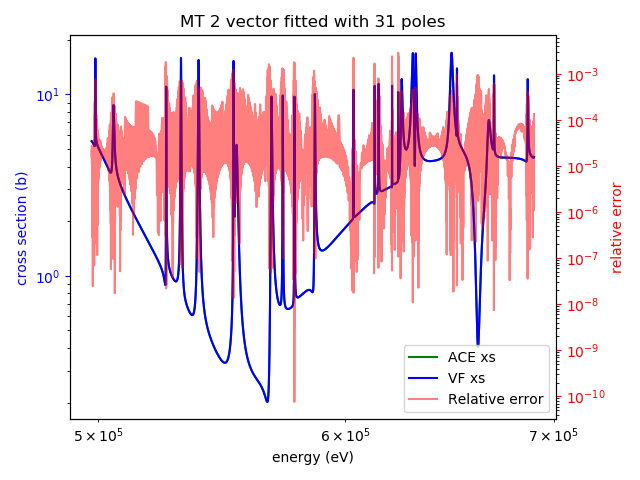 MT 2 vector fitted with 31 poles
cross section (b)
10¹
10⁰
10⁻³
10⁻⁴
10⁻⁵
10⁻⁶
10⁻⁷
10⁻⁸
10⁻⁹
10⁻¹⁰
relative error
ACE xs
VF xs
Relative error
5 × 10⁵
6 × 10⁵
7 × 10⁵
energy (eV)